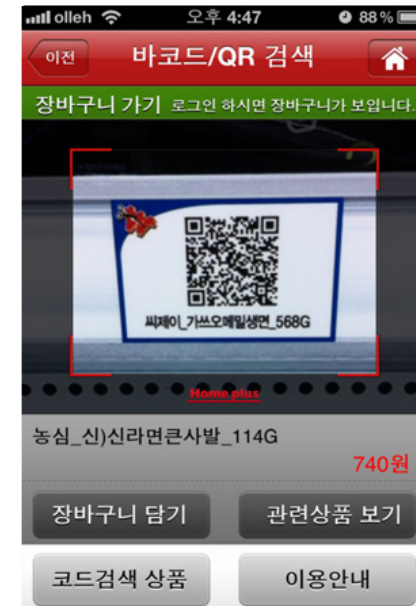 olleh 오후 4:47 88%
이전 바코드/QR 검색
장바구니 가기 로그인 하시면 장바구니가 보입니다.
씨제이_가쓰오메밀생면_568G
Home plus
농심_신)신라면큰사발_114G
740원
장바구니 담기 관련상품 보기
코드검색 상품 이용안내